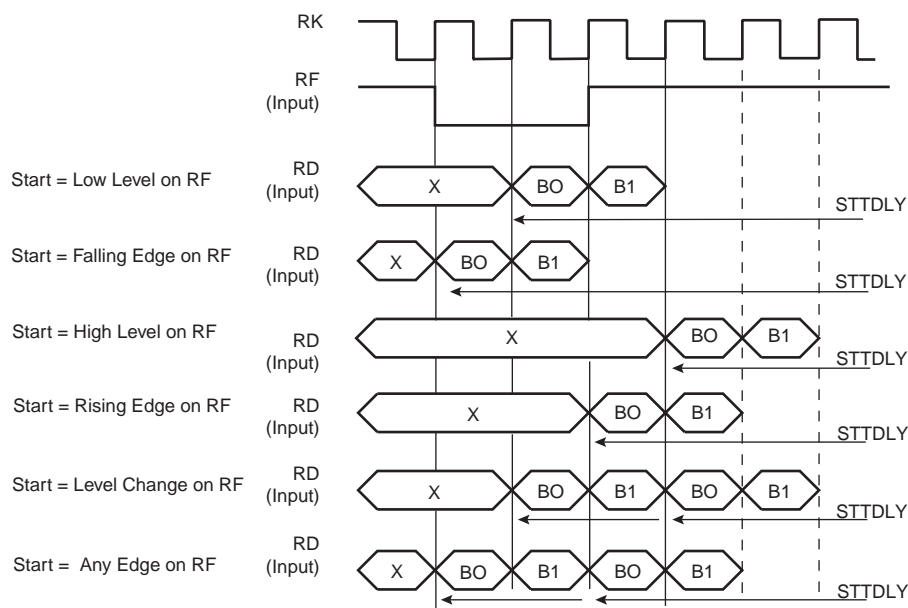 RK
RF
(Input)
Start = Low Level on RF
RD
(Input)
X
BO
B1
STTDLY
Start = Falling Edge on RF
RD
(Input)
X
BO
B1
STTDLY
Start = High Level on RF
RD
(Input)
X
BO
B1
STTDLY
Start = Rising Edge on RF
RD
(Input)
X
BO
B1
STTDLY
Start = Level Change on RF
RD
(Input)
X
BO
B1
BO
B1
STTDLY
Start = Any Edge on RF
RD
(Input)
X
BO
B1
BO
B1
STTDLY